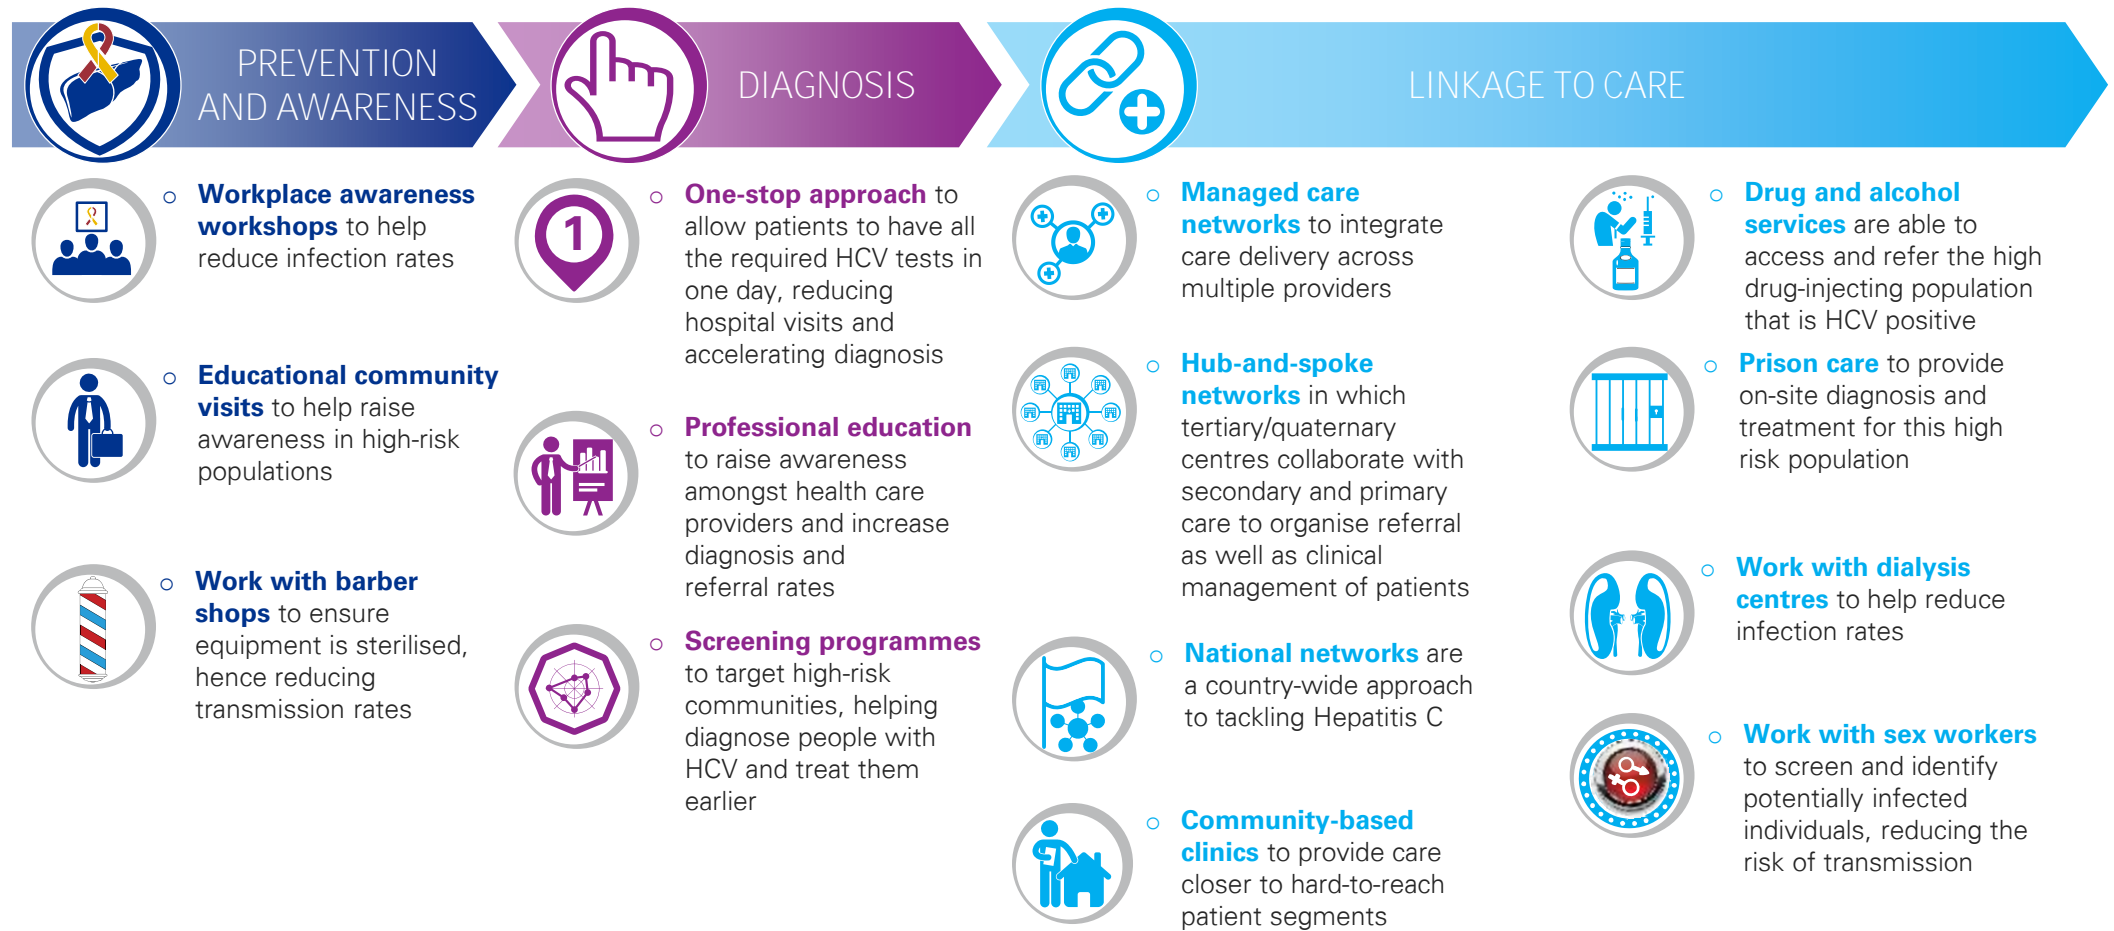 PREVENTION
AND AWARENESS
DIAGNOSIS
LINKAGE TO CARE
Workplace awareness
workshops to help
reduce infection rates
Educational community
visits to help raise
awareness in high-risk
populations
Work with barber
shops to ensure
equipment is sterilised,
hence reducing
transmission rates
1
One-stop approach to
allow patients to have all
the required HCV tests in
one day, reducing
hospital visits and
accelerating diagnosis
Professional education
to raise awareness
amongst health care
providers and increase
diagnosis and
referral rates
Screening programmes
to target high-risk
communities, helping
diagnose people with
HCV and treat them
earlier
Managed care
networks to integrate
care delivery across
multiple providers
Hub-and-spoke
networks in which
tertiary/quaternary
centres collaborate with
secondary and primary
care to organise referral
as well as clinical
management of patients
National networks are
a country-wide approach
to tackling Hepatitis C
Community-based
clinics to provide care
closer to hard-to-reach
patient segments
Drug and alcohol
services are able to
access and refer the high
drug-injecting population
that is HCV positive
Prison care to provide
on-site diagnosis and
treatment for this high
risk population
Work with dialysis
centres to help reduce
infection rates
Work with sex workers
to screen and identify
potentially infected
individuals, reducing the
risk of transmission